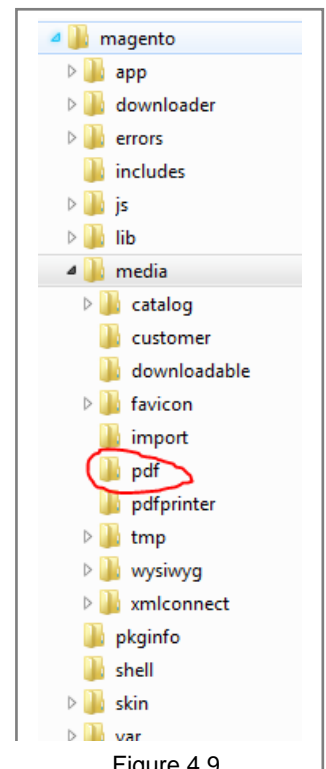 magento
app
downloader
errors
includes
js
lib
media
catalog
customer
downloadable
favicon
import
pdf
pdfprinter
tmp
wysiwyg
xmlconnect
pkginfo
shell
skin
var
Figure 4.9